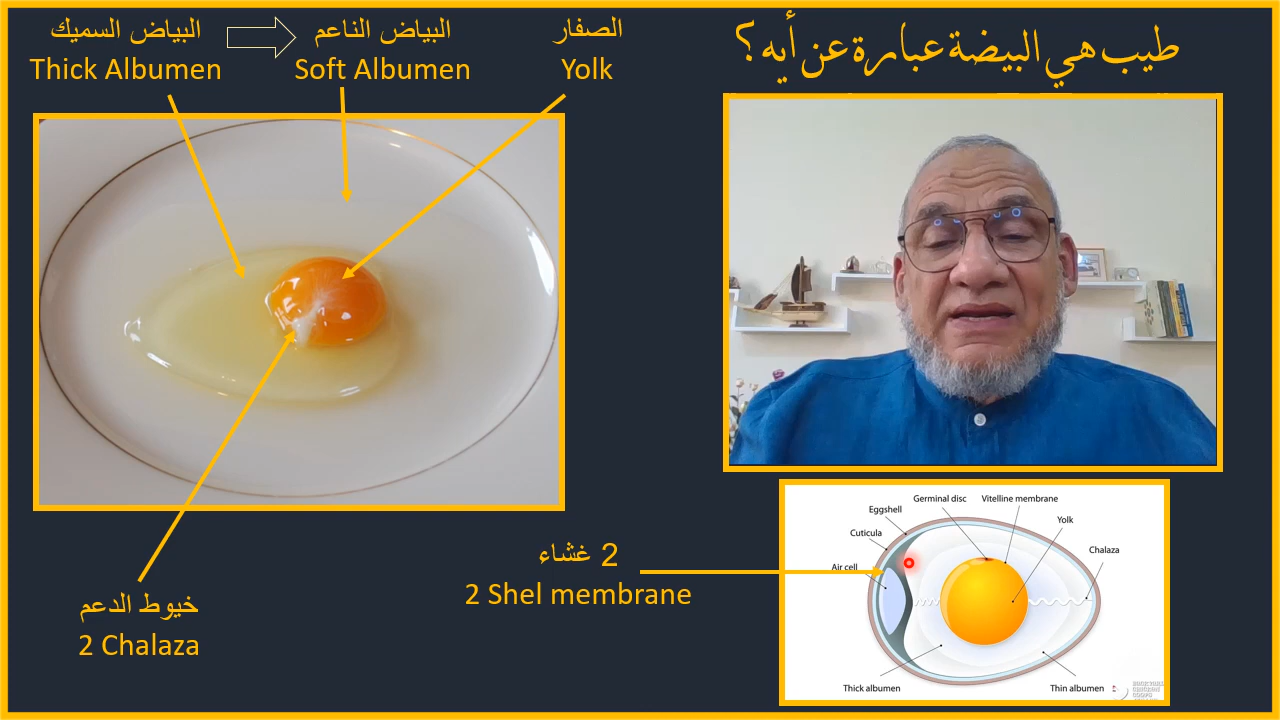 طيب هي البيضة عبارة عن أيه ؟
الصفار
Yolk
البياض الناعم
Soft Albumen
البياض السميك
Thick Albumen
خيوط الدعم
2 Chalaza
2 غشاء
2 Shel membrane
Germinal disc
Vitelline membrane
Eggshell
Yolk
Cuticula
Chalaza
Air cell
Thick albumen
Thin albumen